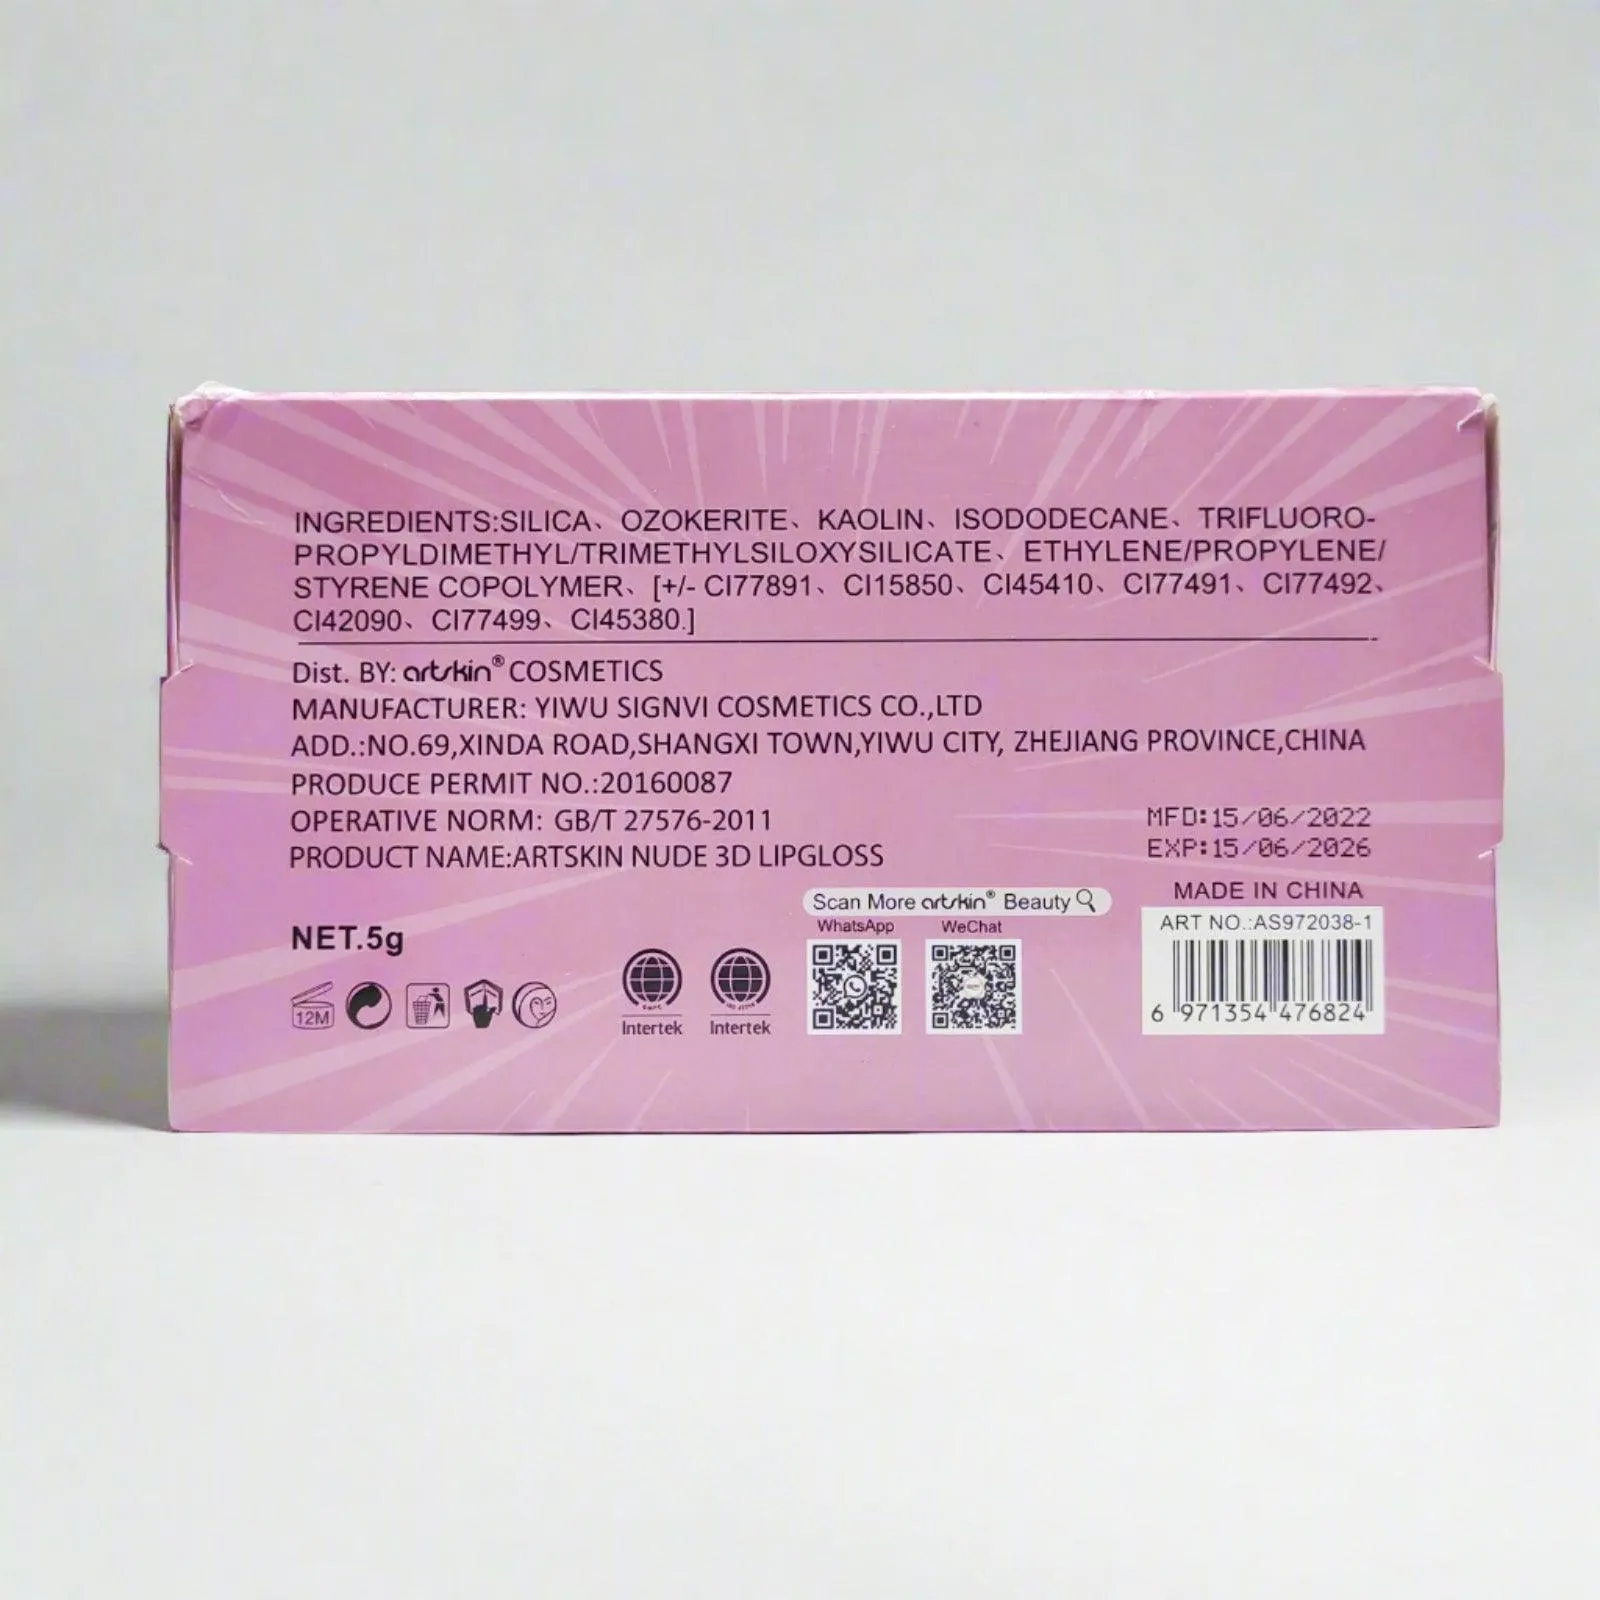 INGREDIENTS:SILICA、OZOKERITE、KAOLIN、ISODODECANE、TRIFLUORO-
PROPYLDIMETHYL/TRIMETHYLSILOXYSILICATE、ETHYLENE/PROPYLENE/
STYRENE COPOLYMER、[+/- CI77891、CI15850、CI45410、CI77491、CI77492、
CI42090、CI77499、CI45380.]
Dist. BY: artskin® COSMETICS
MANUFACTURER: YIWU SIGNVI COSMETICS CO.,LTD
ADD.:NO.69,XINDA ROAD,SHANGXI TOWN,YIWU CITY, ZHEJIANG PROVINCE,CHINA
PRODUCE PERMIT NO.:20160087
OPERATIVE NORM: GB/T 27576-2011
PRODUCT NAME:ARTSKIN NUDE 3D LIPGLOSS
MFD:15/06/2022
EXP:15/06/2026
MADE IN CHINA
ART NO.:AS972038-1
6 971354 476824
Scan More artskin® Beauty
WhatsApp
WeChat
NET.5g
12M
Intertek
Intertek